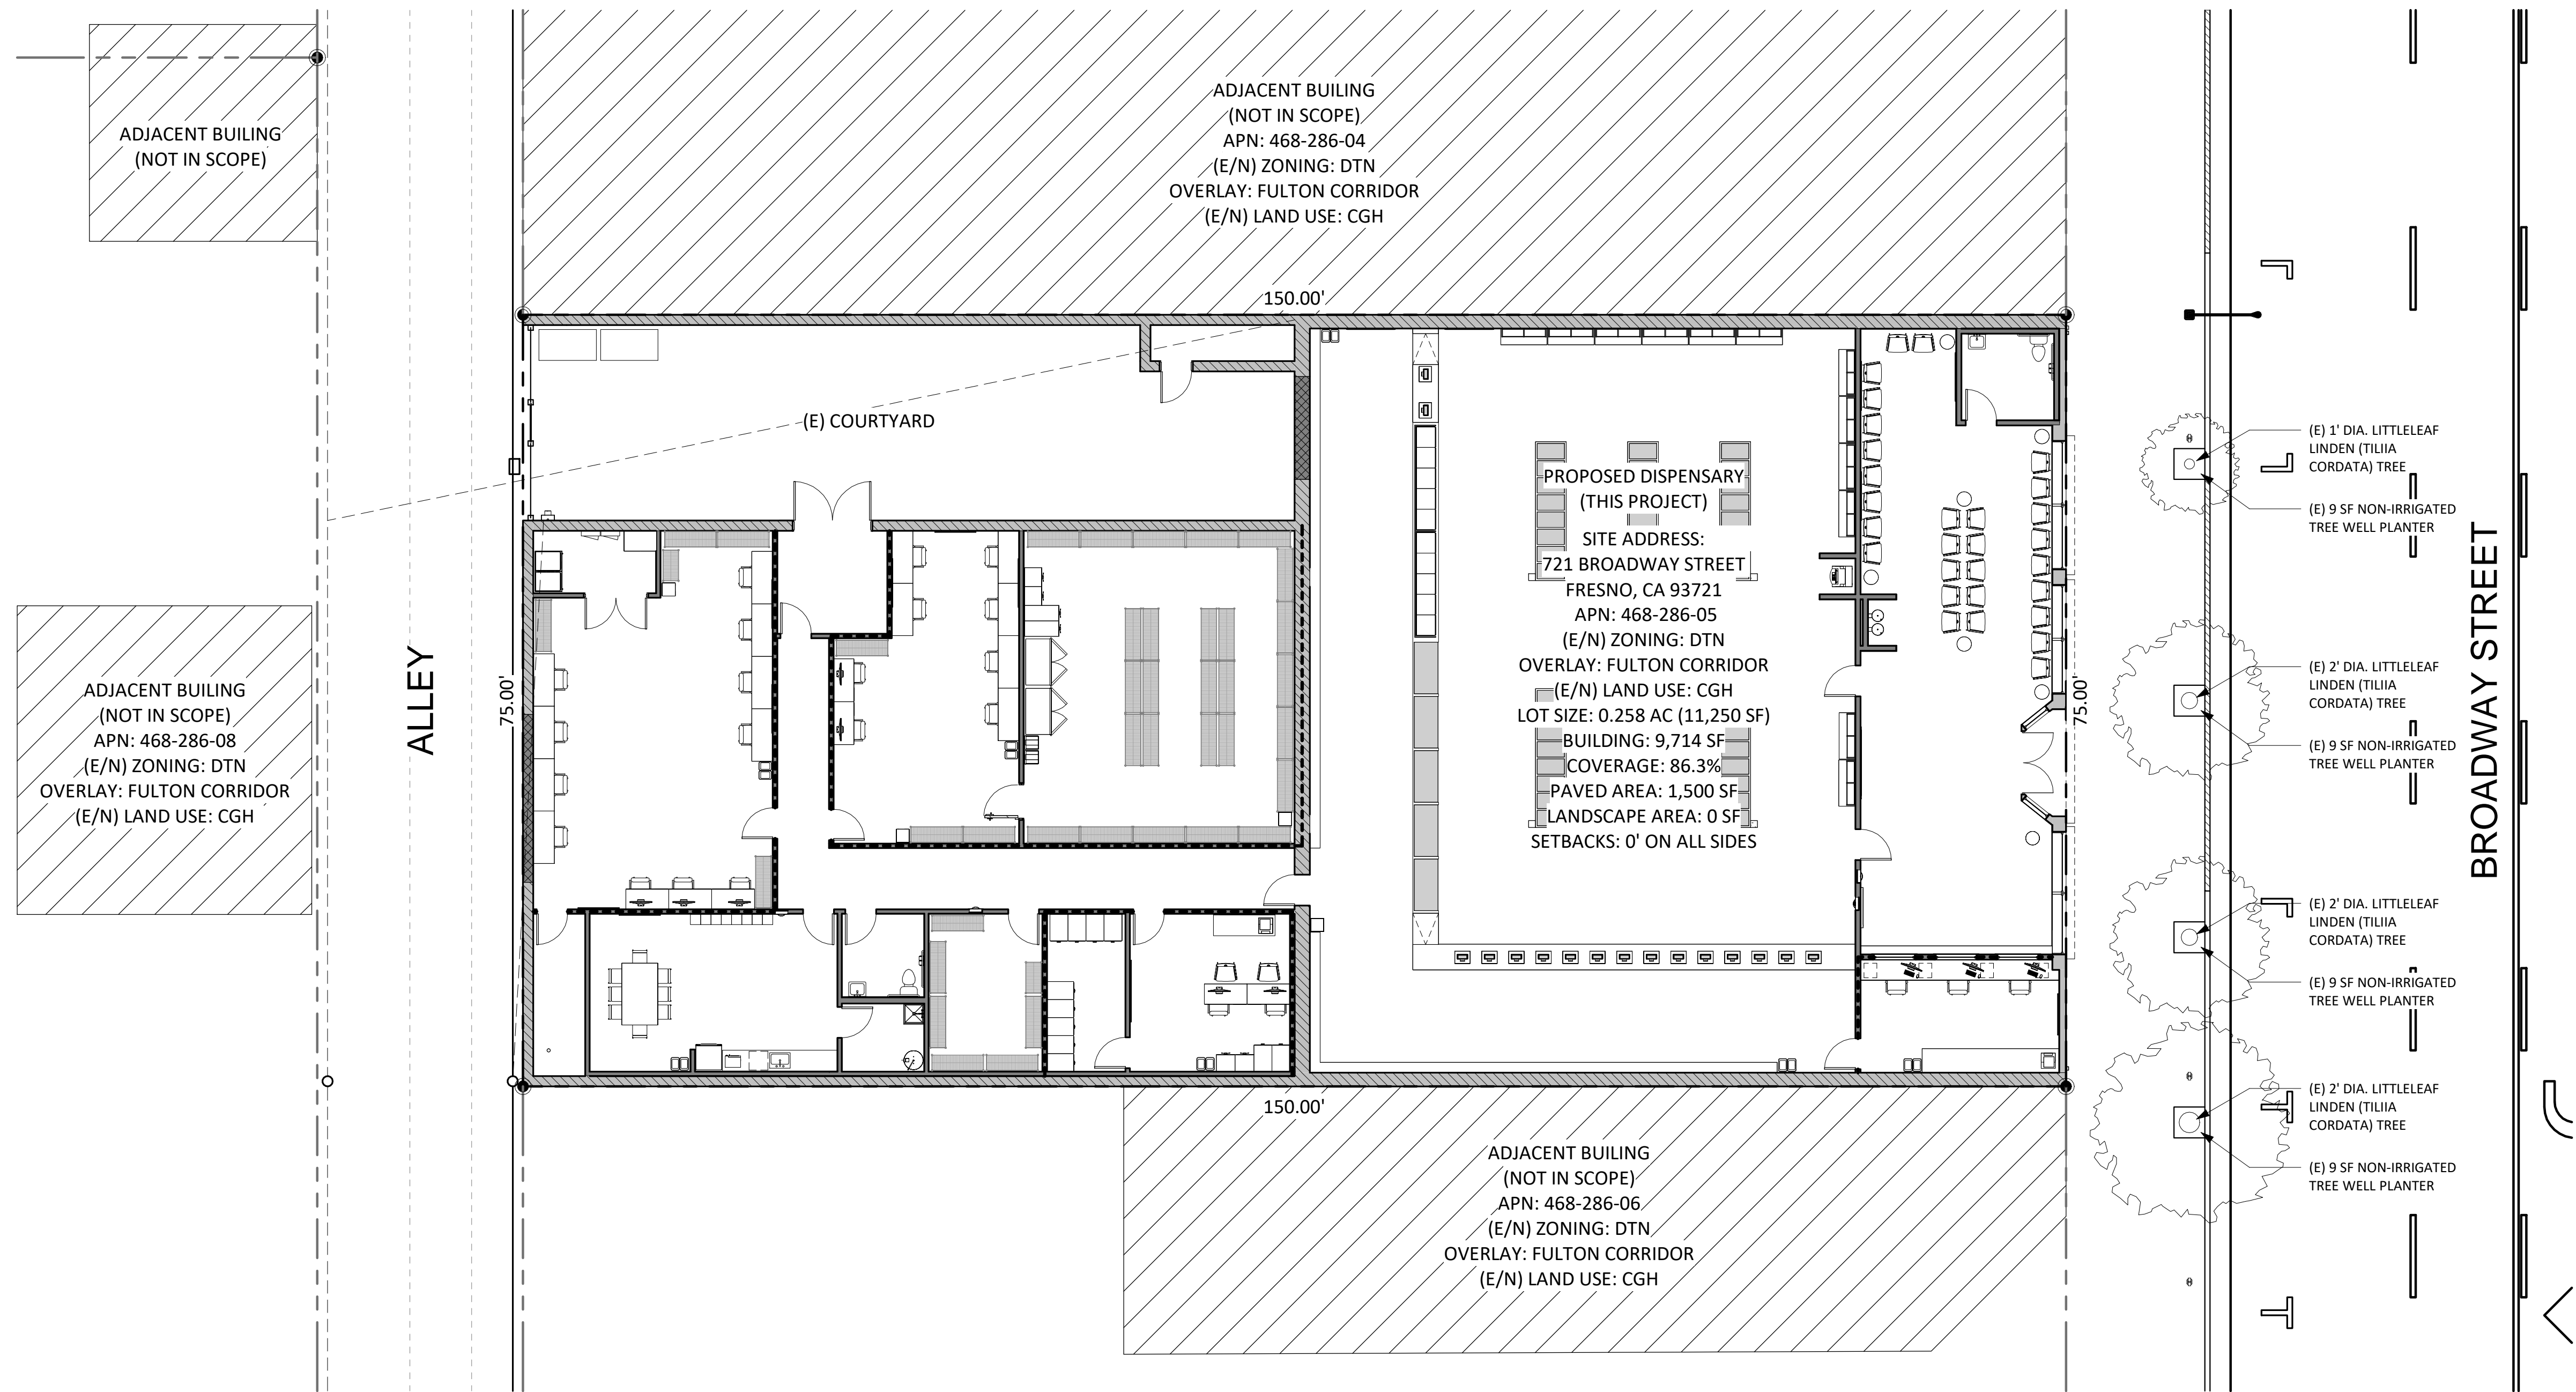 ADJACENT BUILING
(NOT IN SCOPE)
ADJACENT BUILING
(NOT IN SCOPE)
APN: 468-286-04
(E/N) ZONING: DTN
OVERLAY: FULTON CORRIDOR
(E/N) LAND USE: CGH
150.00'
(E) COURTYARD
PROPOSED DISPENSARY
(THIS PROJECT)
SITE ADDRESS:
721 BROADWAY STREET
FRESNO, CA 93721
APN: 468-286-05
(E/N) ZONING: DTN
OVERLAY: FULTON CORRIDOR
(E/N) LAND USE: CGH
LOT SIZE: 0.258 AC (11,250 SF)
BUILDING: 9,714 SF
COVERAGE: 86.3%
PAVED AREA: 1,500 SF
LANDSCAPE AREA: 0 SF
SETBACKS: 0' ON ALL SIDES
ADJACENT BUILING
(NOT IN SCOPE)
APN: 468-286-08
(E/N) ZONING: DTN
OVERLAY: FULTON CORRIDOR
(E/N) LAND USE: CGH
ALLEY
75.00'
75.00'
150.00'
ADJACENT BUILING
(NOT IN SCOPE)
APN: 468-286-06
(E/N) ZONING: DTN
OVERLAY: FULTON CORRIDOR
(E/N) LAND USE: CGH
(E) 1' DIA. LITTLELEAF
LINDEN (TILIIA
CORDATA) TREE
(E) 9 SF NON-IRRIGATED
TREE WELL PLANTER
(E) 2' DIA. LITTLELEAF
LINDEN (TILIIA
CORDATA) TREE
(E) 9 SF NON-IRRIGATED
TREE WELL PLANTER
(E) 2' DIA. LITTLELEAF
LINDEN (TILIIA
CORDATA) TREE
(E) 9 SF NON-IRRIGATED
TREE WELL PLANTER
(E) 2' DIA. LITTLELEAF
LINDEN (TILIIA
CORDATA) TREE
(E) 9 SF NON-IRRIGATED
TREE WELL PLANTER
BROADWAY STREET